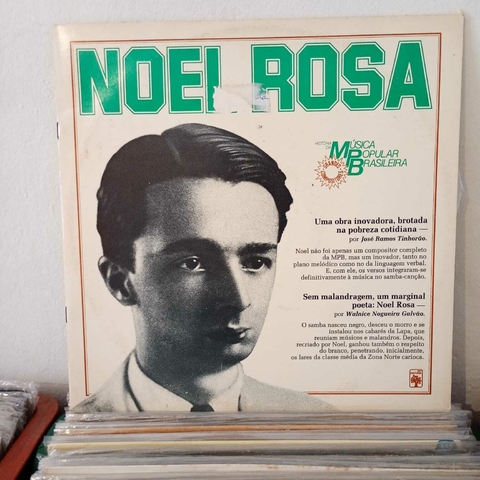 NOEL ROSA
MÚSICA
POPULAR
BRASILEIRA
Uma obra inovadora, brotada
na pobreza cotidiana —
por José Ramos Tinhorão.
Noel não foi apenas um compositor completo
da MPB, mas um inovador, tanto no
plano melódico como no da linguagem verbal.
E, com ele, os versos integraram-se
definitivamente à música no samba-canção.
Sem malandragem, um marginal
poeta: Noel Rosa —
por Walnice Nogueira Galvão.
O samba nasceu negro, desceu o morro e se
instalou nos cabarés da Lapa, que
reuniam músicos e malandros. Depois,
recriado por Noel, ganhou também o respeito
do branco, penetrando, inicialmente,
os lares da classe média da Zona Norte carioca.